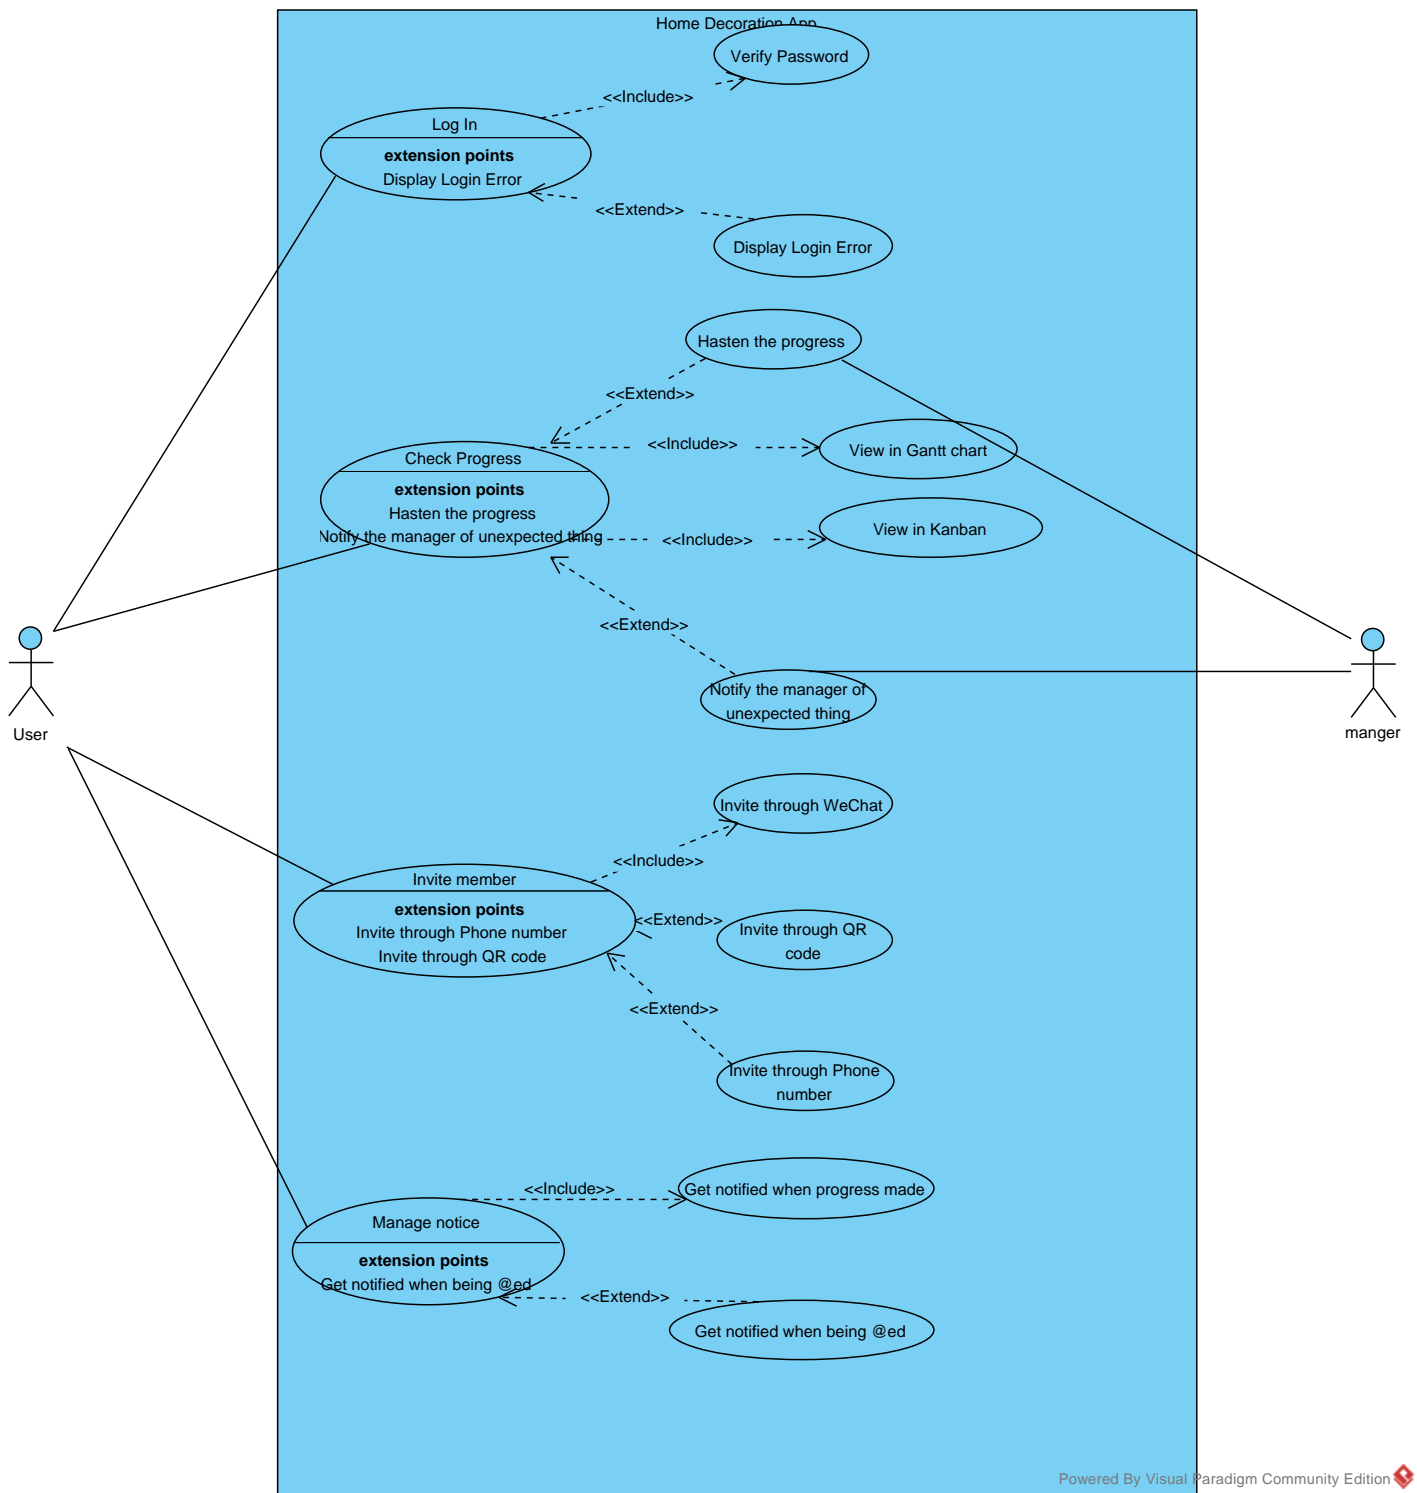 Home Decoration App
Verify Password
<<Include>>
Log In
extension points
Display Login Error
<<Extend>>
Display Login Error
Hasten the progress
<<Extend>>
<<Include>>
View in Gantt chart
Check Progress
extension points
Hasten the progress
Notify the manager of unexpected thing
<<Include>>
View in Kanban
<<Extend>>
Notify the manager of
unexpected thing
User
manger
Invite through WeChat
<<Include>>
Invite member
extension points
Invite through Phone number
Invite through QR code
<<Extend>>
Invite through QR
code
<<Extend>>
Invite through Phone
number
<<Include>>
Get notified when progress made
Manage notice
extension points
Get notified when being @ed
<<Extend>>
Get notified when being @ed
Powered By Visual Paradigm Community Edition